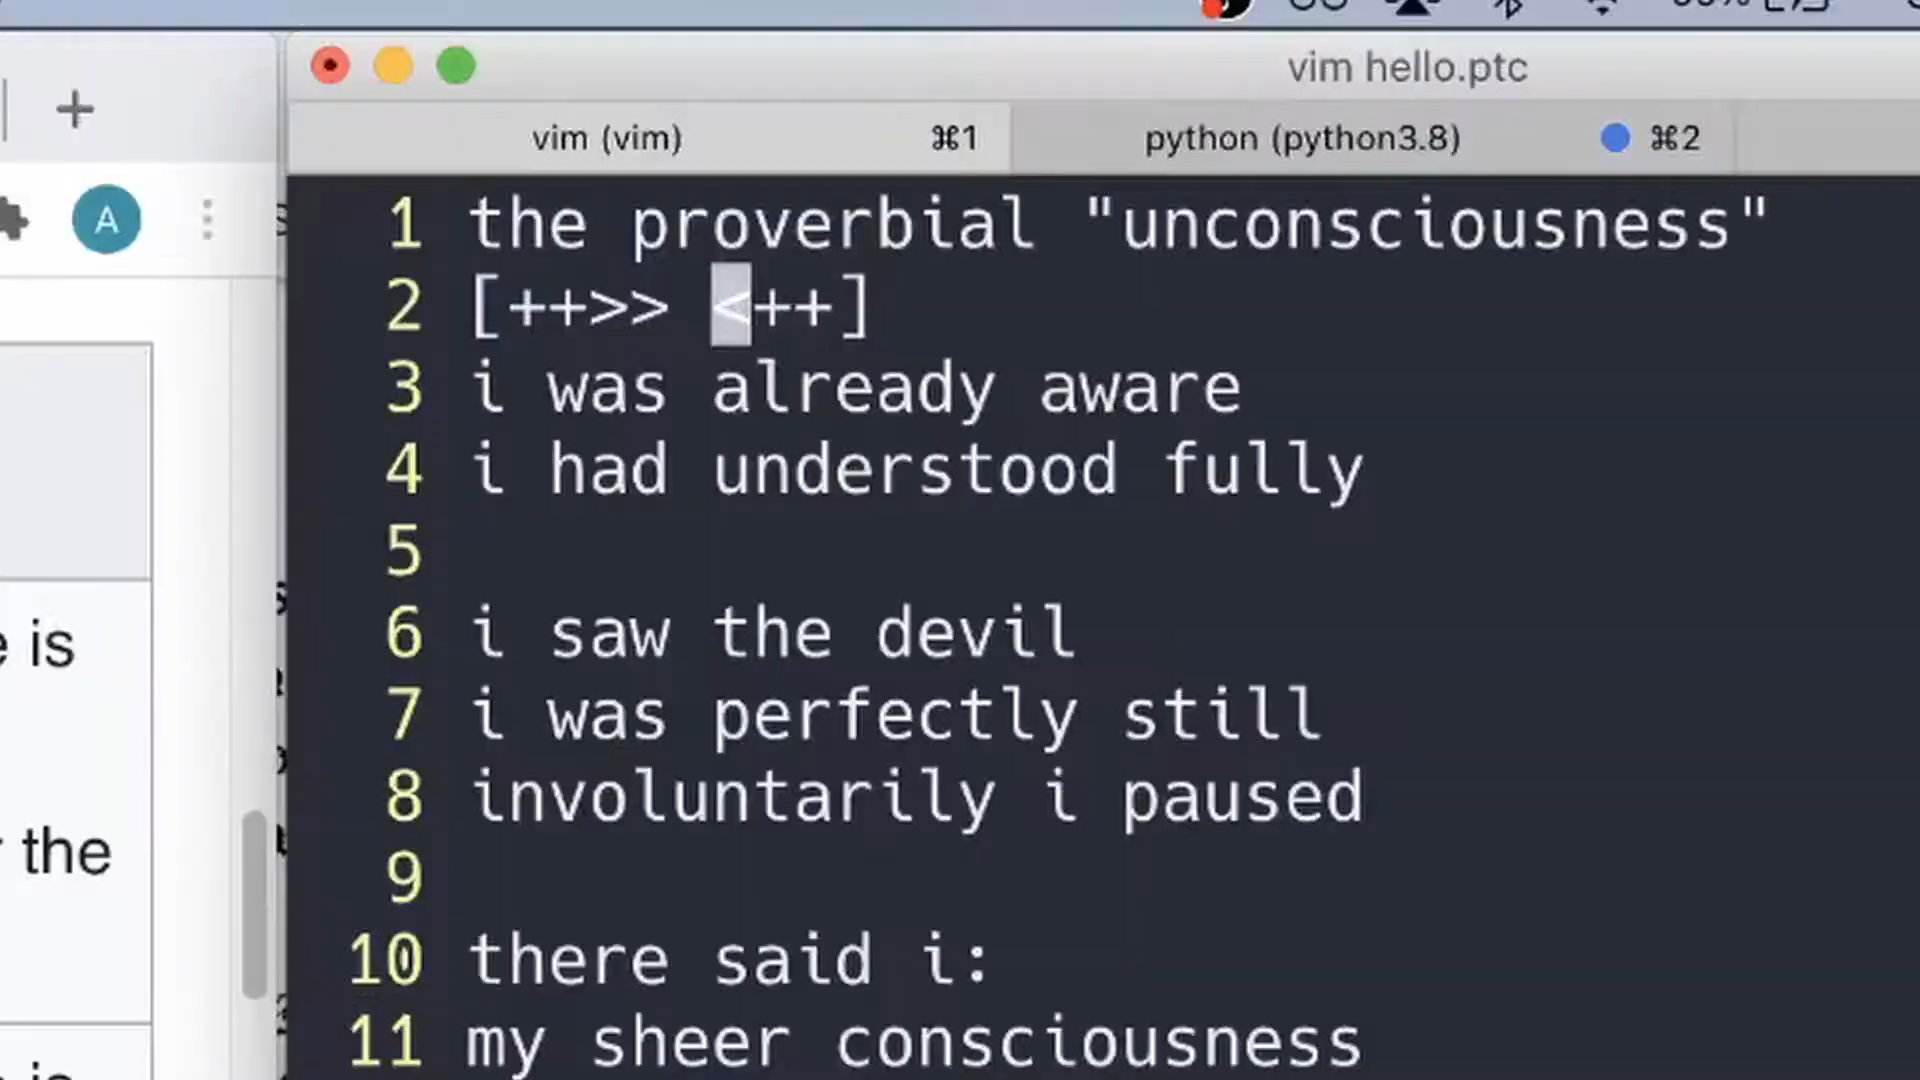 vim hello.ptc
vim (vim) ⌘1 python (python3.8) ⌘2
A
1 the proverbial "unconsciousness"
2 [++>> <++]
3 i was already aware
4 i had understood fully
5
6 i saw the devil
7 i was perfectly still
8 involuntarily i paused
9
10 there said i:
11 my sheer consciousness
is
the